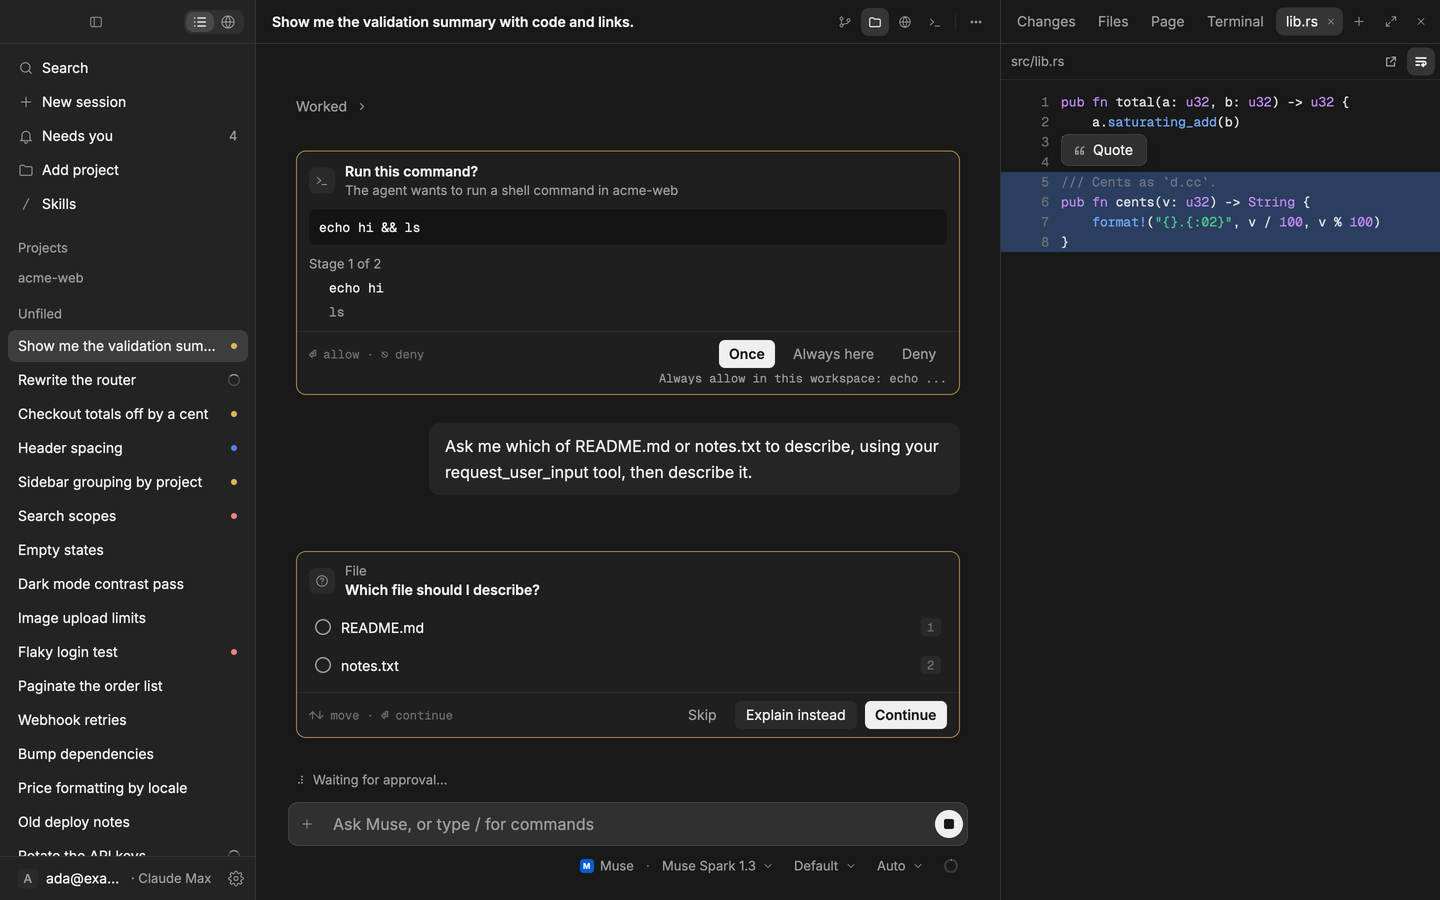 Search
New session
Needs you 4
Add project
Skills
Projects
acme-web
Unfiled
Show me the validation sum...
Rewrite the router
Checkout totals off by a cent
Header spacing
Sidebar grouping by project
Search scopes
Empty states
Dark mode contrast pass
Image upload limits
Flaky login test
Paginate the order list
Webhook retries
Bump dependencies
Price formatting by locale
Old deploy notes
Rotate the API keys
A ada@exa... · Claude Max
Show me the validation summary with code and links.
Worked
Run this command?
The agent wants to run a shell command in acme-web
echo hi && ls
Stage 1 of 2
echo hi
ls
allow · deny
Once Always here Deny
Always allow in this workspace: echo ...
Ask me which of README.md or notes.txt to describe, using your
request_user_input tool, then describe it.
File
Which file should I describe?
README.md 1
notes.txt 2
move · continue
Skip Explain instead Continue
Waiting for approval...
Ask Muse, or type / for commands
M Muse · Muse Spark 1.3 Default Auto
Changes Files Page Terminal lib.rs
src/lib.rs
1 pub fn total(a: u32, b: u32) -> u32 {
2 a.saturating_add(b)
3
Quote
4
5 /// Cents as `d.cc`.
6 pub fn cents(v: u32) -> String {
7 format!("{}.{:02}", v / 100, v % 100)
8 }